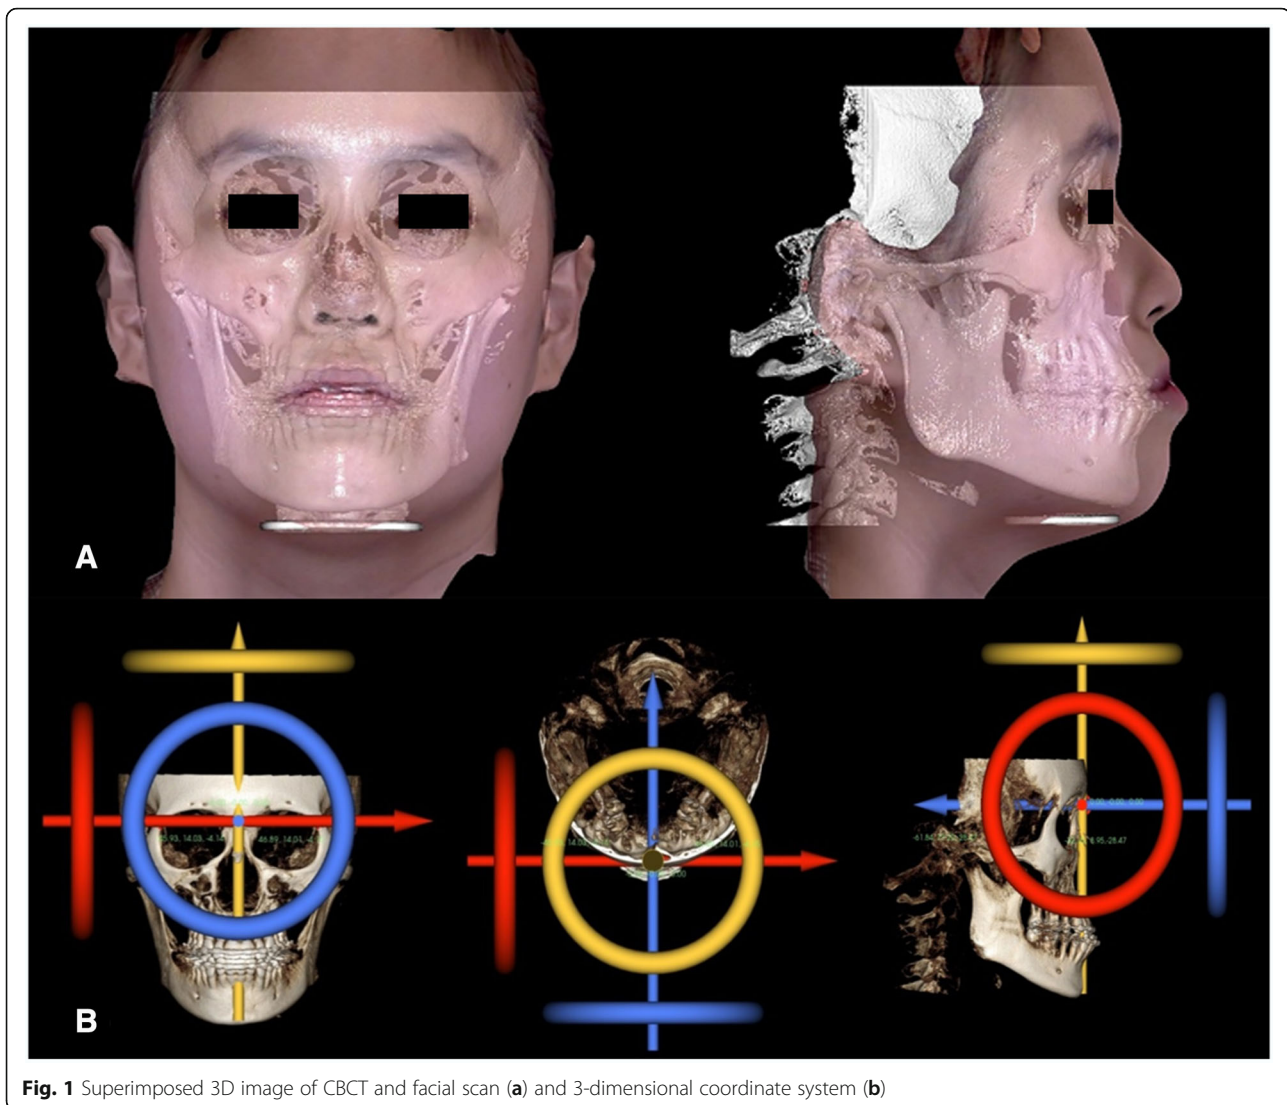 A
B
Fig. 1 Superimposed 3D image of CBCT and facial scan (a) and 3-dimensional coordinate system (b)